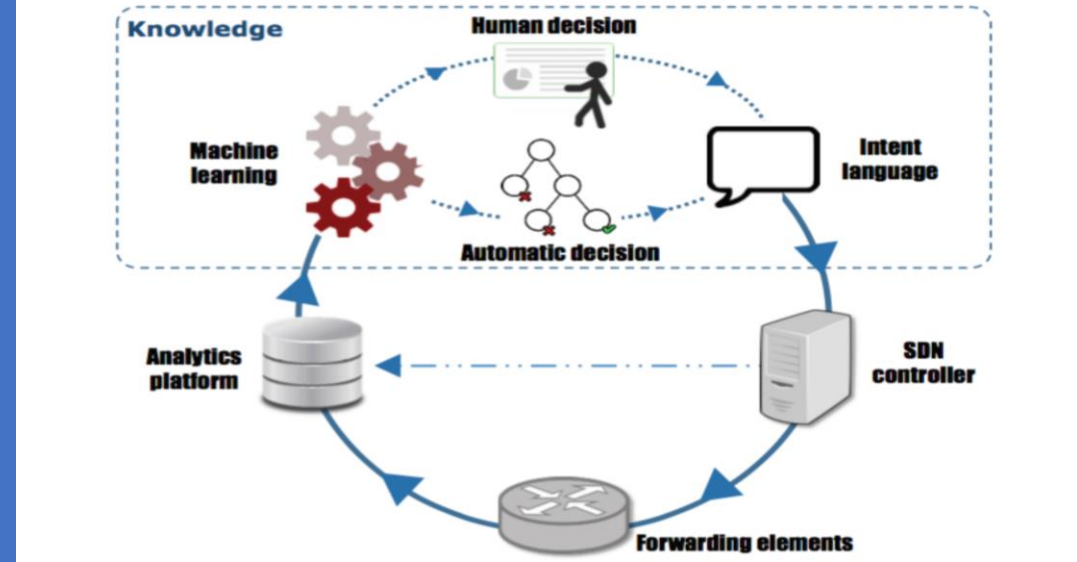 Knowledge
Human decision
Machine
learning
Intent
language
Automatic decision
Analytics
platform
SDN
controller
Forwarding elements